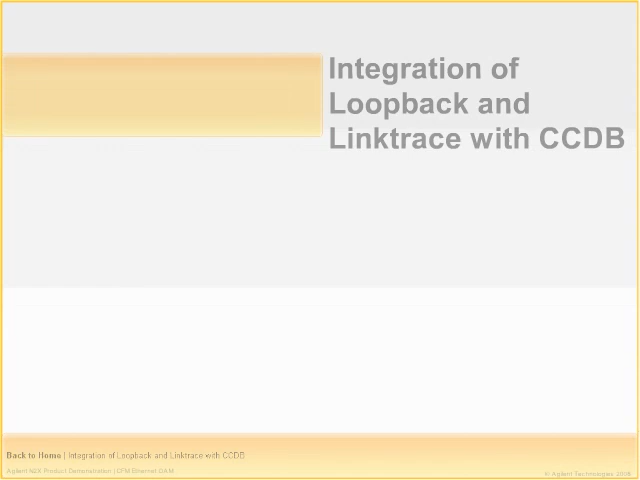 Integration of
Loopback and
Linktrace with CCDB
Back to Home | Integration of Loopback and Linktrace with CCDB
Agilent N2X Product Demonstration | CFM Ethernet OAM
© Agilent Technologies 2008